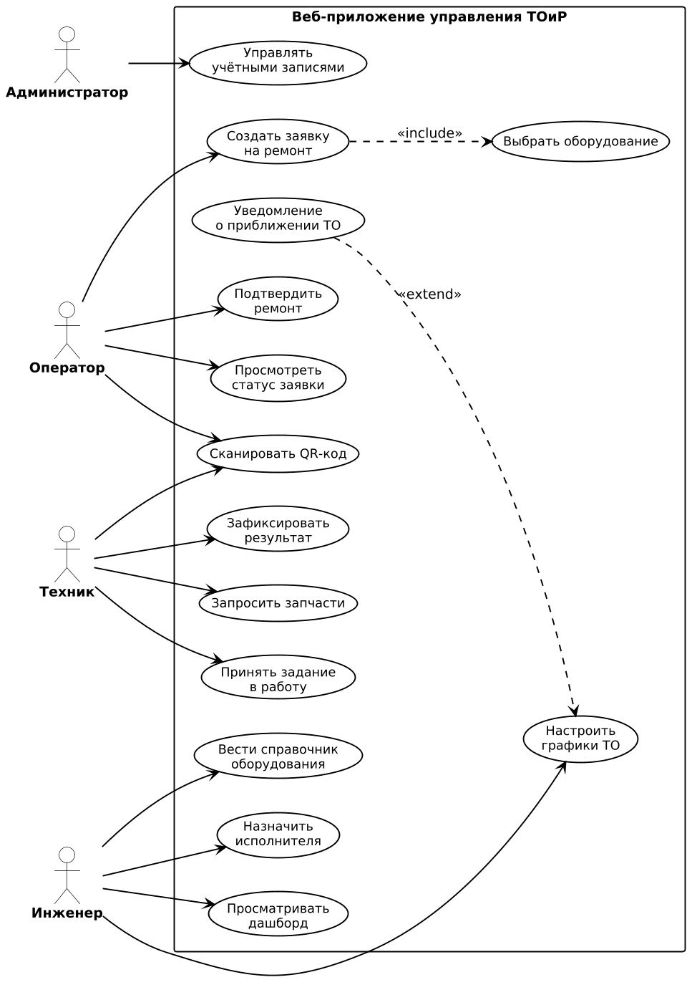 Веб-приложение управления ТОиР
Управлять
учётными записями
Администратор
Создать заявку
на ремонт
«include»
Выбрать оборудование
Уведомление
о приближении ТО
«extend»
Подтвердить
ремонт
Оператор
Просмотреть
статус заявки
Сканировать QR-код
Зафиксировать
результат
Техник
Запросить запчасти
Принять задание
в работу
Настроить
графики ТО
Вести справочник
оборудования
Назначить
исполнителя
Инженер
Просматривать
дашборд